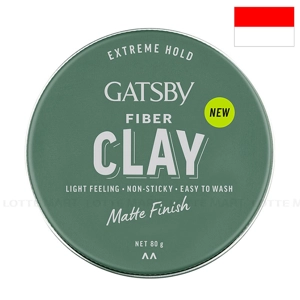 EXTREME HOLD
GATSBY
FIBER
NEW
CLAY
LIGHT FEELING • NON-STICKY • EASY TO WASH
Matte Finish
NET 80 g